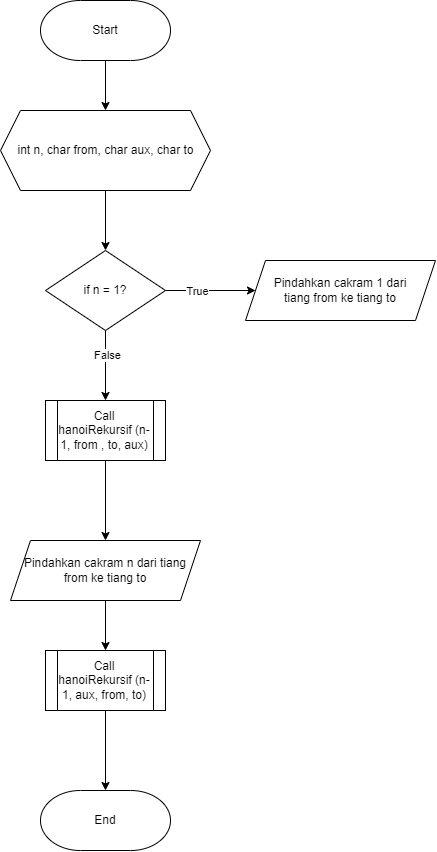 Start
int n, char from, char aux, char to
if n = 1?
True
Pindahkan cakram 1 dari
tiang from ke tiang to
False
Call
hanoiRekursif (n-
1, from , to, aux)
Pindahkan cakram n dari tiang
from ke tiang to
Call
hanoiRekursif (n-
1, aux, from, to)
End